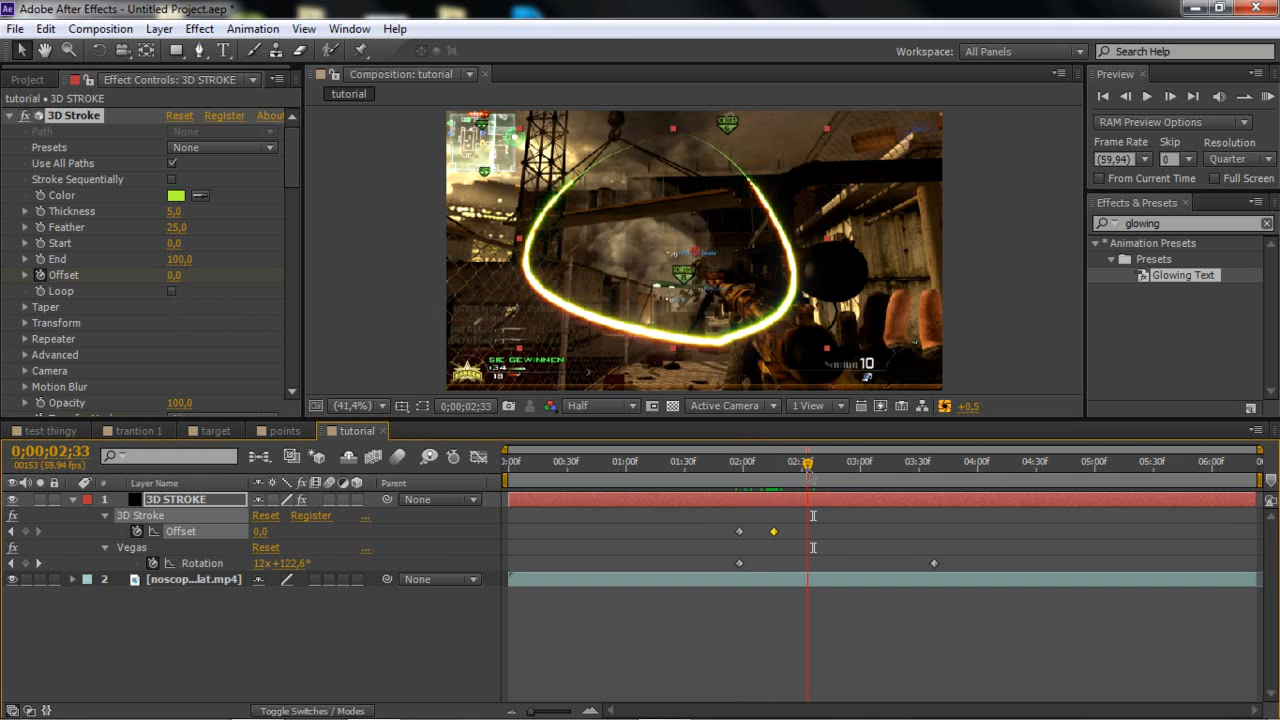 Adobe After Effects - Untitled Project.aep *
File Edit Composition Layer Effect Animation View Window Help
Workspace: All Panels
Search Help
Project
Effect Controls: 3D STROKE
tutorial • 3D STROKE
3D Stroke Reset Register Abou
Path None
Presets None
Use All Paths
Stroke Sequentially
Color
Thickness 5,0
Feather 25,0
Start 0,0
End 100,0
Offset 0,0
Loop
Taper
Transform
Repeater
Advanced
Camera
Motion Blur
Opacity 100,0
Composition: tutorial
tutorial
SIE GEWINNEN
10
(41,4%) 0;00;02;33 Half Active Camera 1 View +0,5
Preview
RAM Preview Options
Frame Rate Skip Resolution
(59,94) 0 Quarter
From Current Time Full Screen
Effects & Presets
glowing
* Animation Presets
Presets
Glowing Text
test thingy trantion 1 target points tutorial
0;00;02;33
00153 (59.94 fps)
:00f 00:30f 01:00f 01:30f 02:00f 03:00f 03:30f 04:00f 04:30f 05:00f 05:30f 06:00f
# Layer Name Parent
1 3D STROKE None
3D Stroke Reset Register ...
Offset 0,0
Vegas Reset ...
Rotation 12x+122,6°
2 [noscop...lat.mp4] None
Toggle Switches / Modes